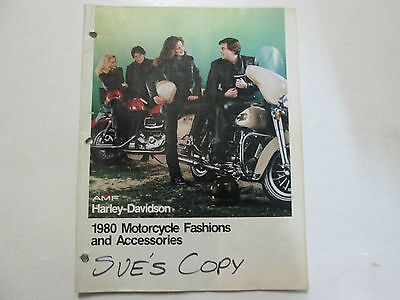 AMF
Harley-Davidson
1980 Motorcycle Fashions
and Accessories
SUE'S COPY